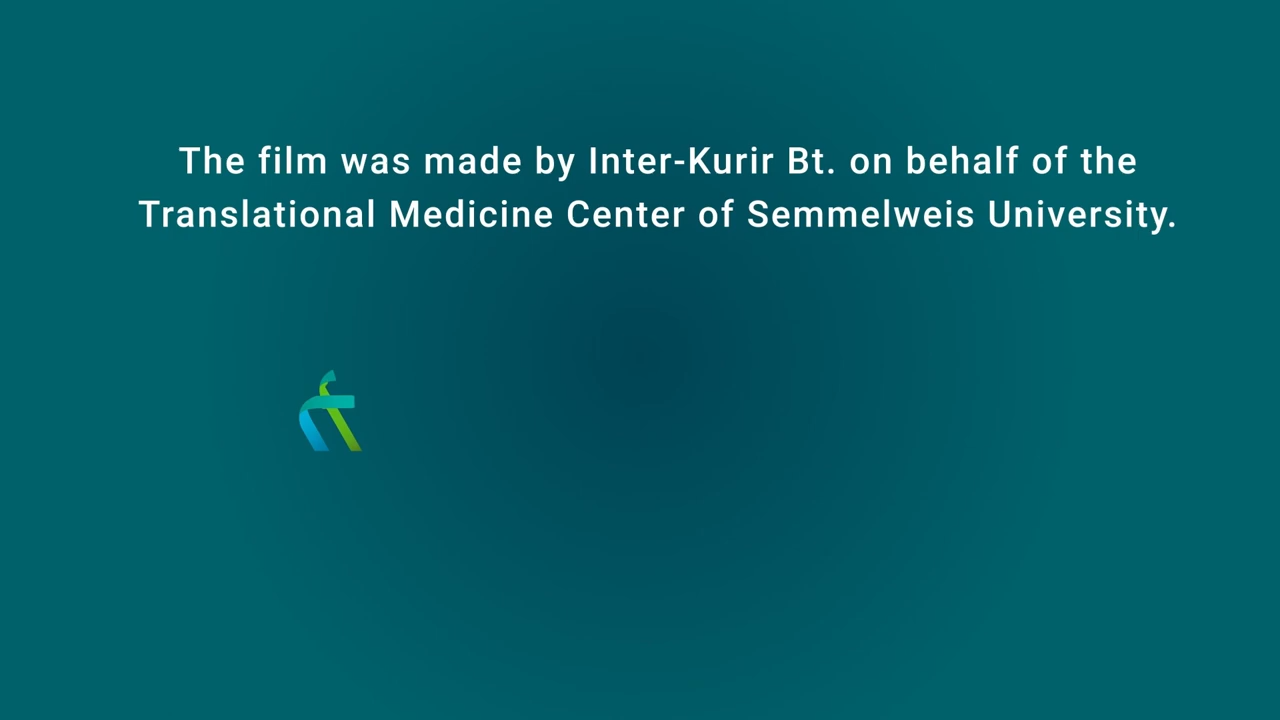 The film was made by Inter-Kurir Bt. on behalf of the
Translational Medicine Center of Semmelweis University.